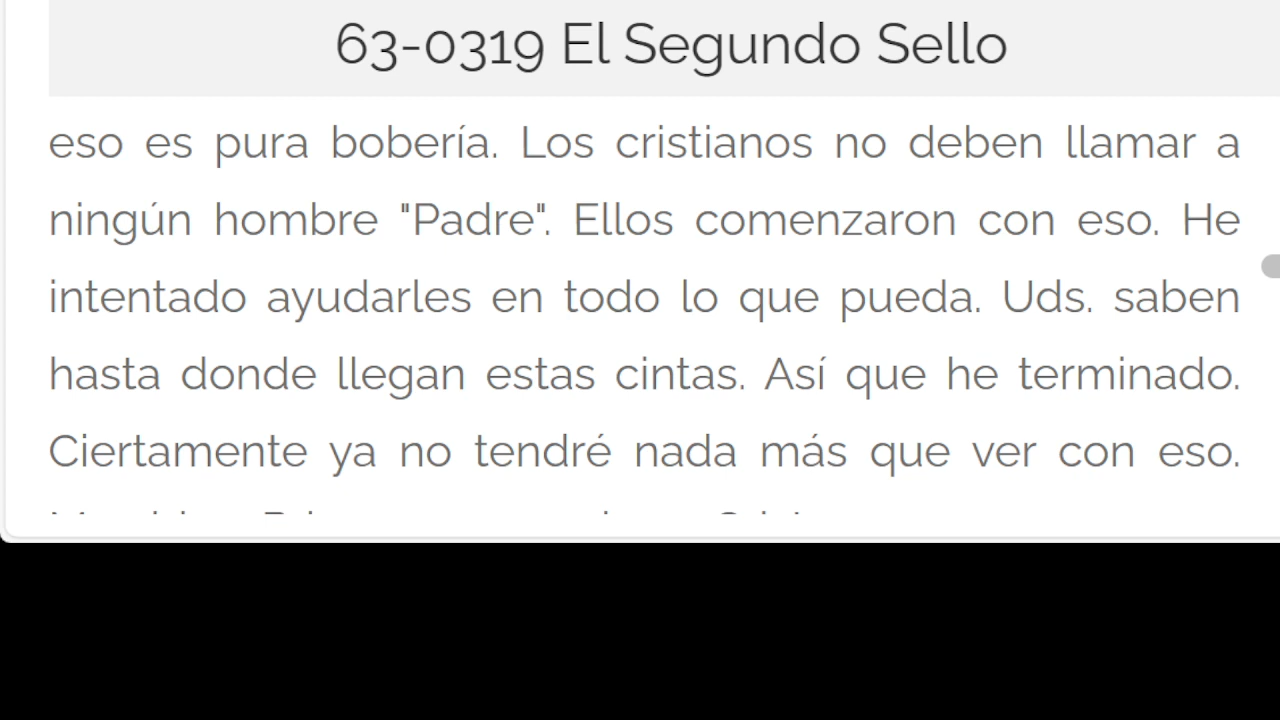 63-0319 El Segundo Sello
eso es pura bobería. Los cristianos no deben llamar a
ningún hombre "Padre". Ellos comenzaron con eso. He
intentado ayudarles en todo lo que pueda. Uds. saben
hasta donde llegan estas cintas. Así que he terminado.
Ciertamente ya no tendré nada más que ver con eso.